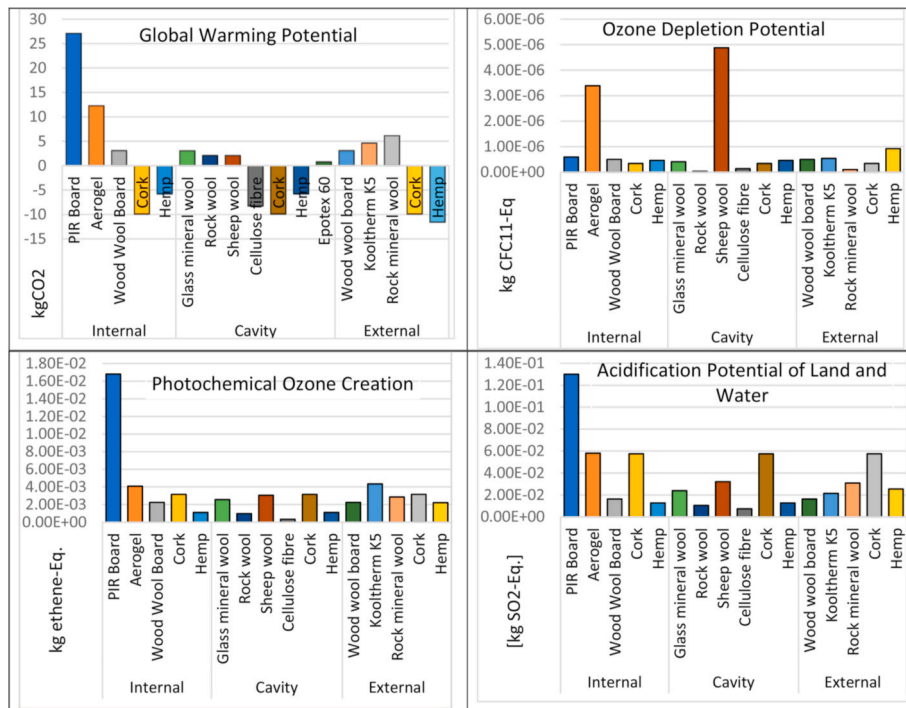 Global Warming Potential
30
25
20
15
10
5
0
-5
-10
-15
kgCO2
PIR Board
Aerogel
Wood Wool Board
Cork
Hemp
Glass mineral wool
Rock wool
Sheep wool
Cellulose fibre
Cork
Hemp
Epotex 60
Wood wool board
Kooltherm K5
Rock mineral wool
Cork
Hemp
Internal Cavity External
Ozone Depletion Potential
6.00E-06
5.00E-06
4.00E-06
3.00E-06
2.00E-06
1.00E-06
0.00E+00
kg CFC11-Eq
PIR Board
Aerogel
Wood Wool Board
Cork
Hemp
Glass mineral wool
Rock wool
Sheep wool
Cellulose fibre
Cork
Hemp
Wood wool board
Kooltherm K5
Rock mineral wool
Cork
Hemp
Internal Cavity External
Photochemical Ozone Creation
1.80E-02
1.60E-02
1.40E-02
1.20E-02
1.00E-02
8.00E-03
6.00E-03
4.00E-03
2.00E-03
0.00E+00
kg ethene-Eq.
PIR Board
Aerogel
Wood Wool Board
Cork
Hemp
Glass mineral wool
Rock wool
Sheep wool
Cellulose fibre
Cork
Hemp
Wood wool board
Kooltherm K5
Rock mineral wool
Cork
Hemp
Internal Cavity External
Acidification Potential of Land and
Water
1.40E-01
1.20E-01
1.00E-01
8.00E-02
6.00E-02
4.00E-02
2.00E-02
0.00E+00
[kg SO2-Eq.]
PIR Board
Aerogel
Wood Wool Board
Cork
Hemp
Glass mineral wool
Rock wool
Sheep wool
Cellulose fibre
Cork
Hemp
Wood wool board
Kooltherm K5
Rock mineral wool
Cork
Hemp
Internal Cavity External